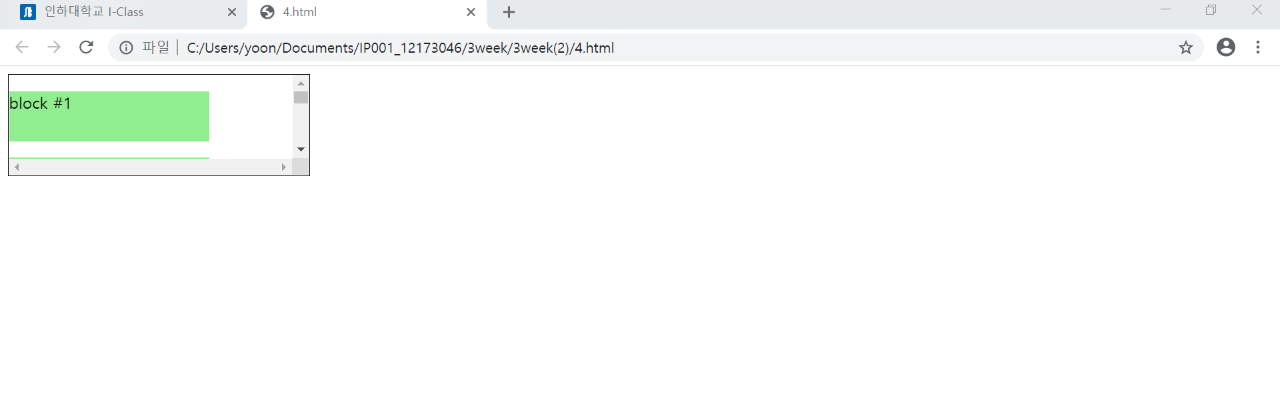 인하대학교 I-Class
4.html
파일 | C:/Users/yoon/Documents/IP001_12173046/3week/3week(2)/4.html
block #1